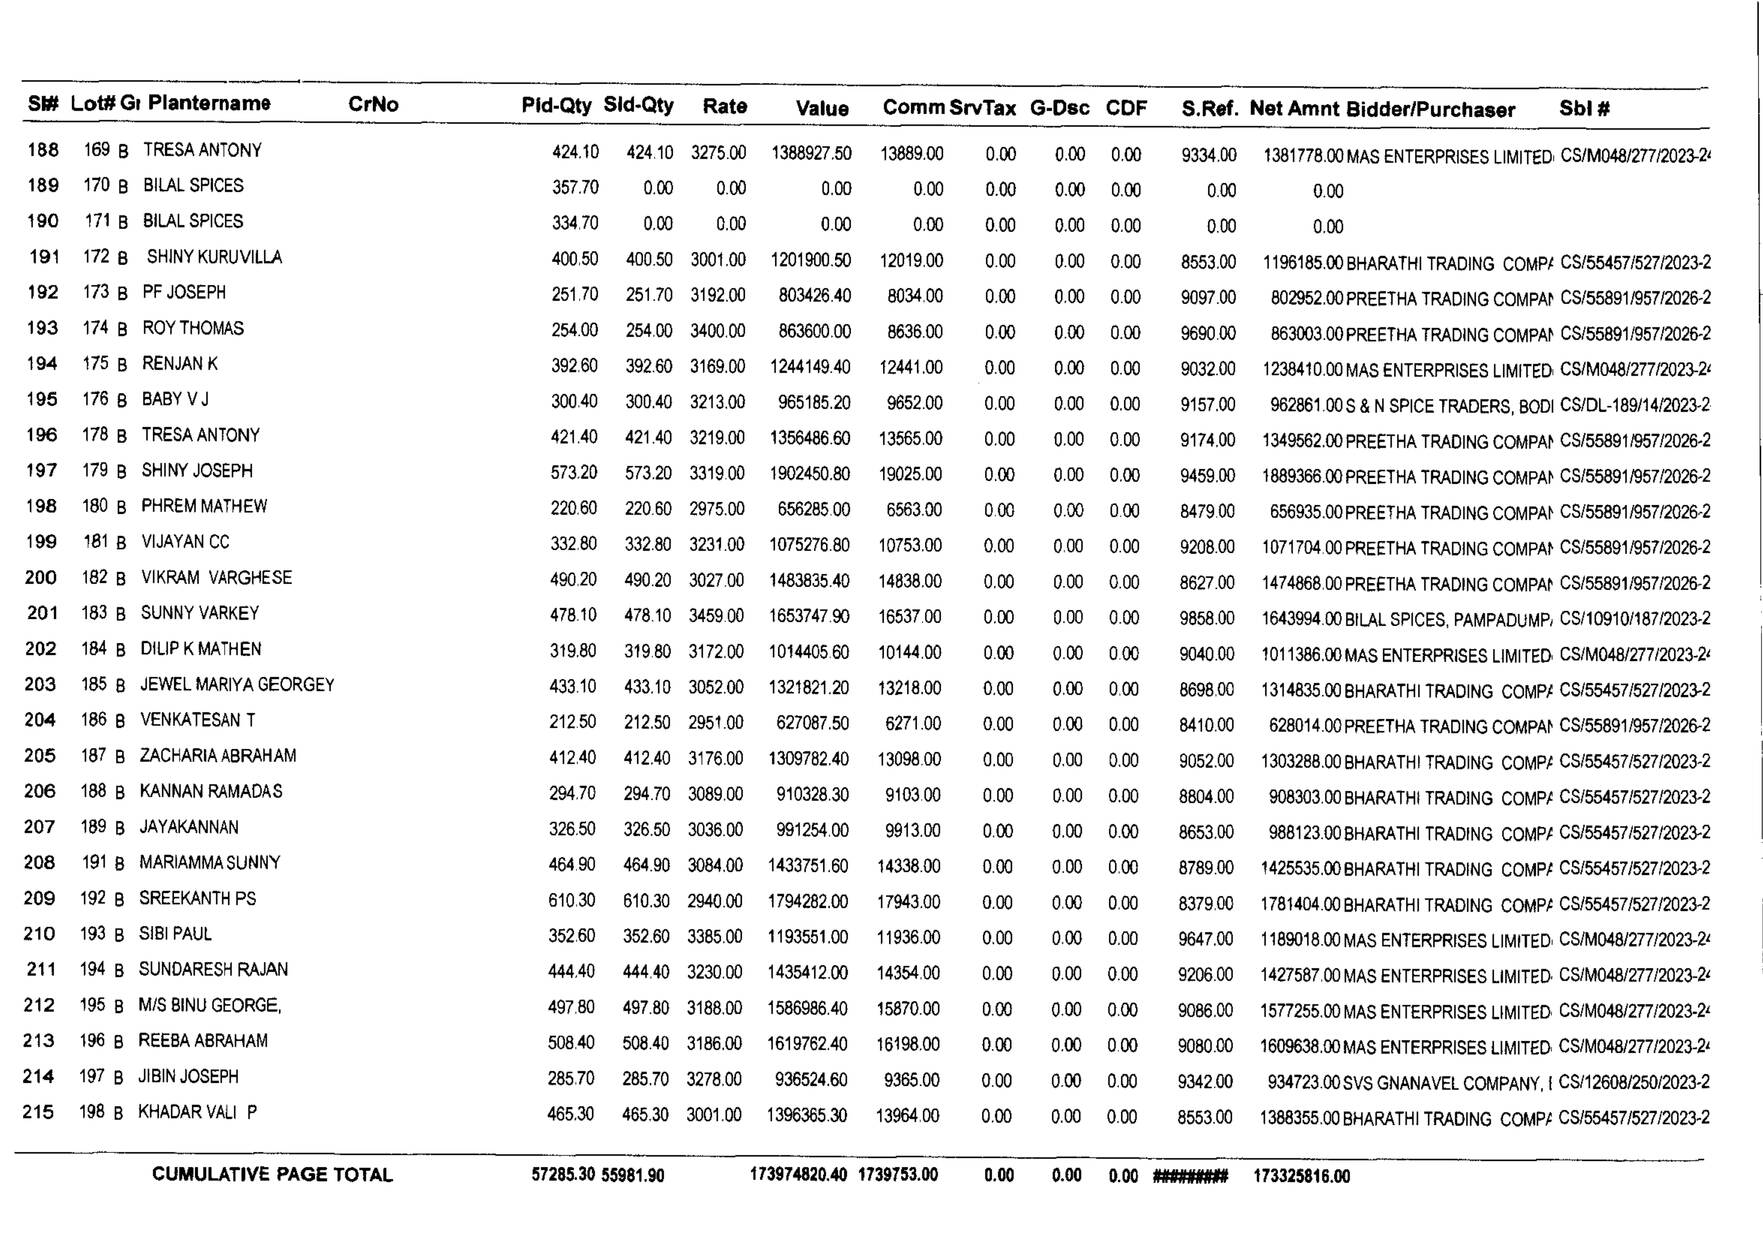 Sl# Lot# Gr Plantername CrNo Pld-Qty Sld-Qty Rate Value Comm SrvTax G-Dsc CDF S.Ref. Net Amnt Bidder/Purchaser Sbl #
188 169 B TRESA ANTONY 424.10 424.10 3275.00 1388927.50 13889.00 0.00 0.00 0.00 9334.00 1381778.00 MAS ENTERPRISES LIMITED CS/M048/277/2023-24
189 170 B BILAL SPICES 357.70 0.00 0.00 0.00 0.00 0.00 0.00 0.00 0.00 0.00
190 171 B BILAL SPICES 334.70 0.00 0.00 0.00 0.00 0.00 0.00 0.00 0.00 0.00
191 172 B SHINY KURUVILLA 400.50 400.50 3001.00 1201900.50 12019.00 0.00 0.00 0.00 8553.00 1196185.00 BHARATHI TRADING COMPA CS/55457/527/2023-2
192 173 B PF JOSEPH 251.70 251.70 3192.00 803426.40 8034.00 0.00 0.00 0.00 9097.00 802952.00 PREETHA TRADING COMPAN CS/55891/957/2026-2
193 174 B ROY THOMAS 254.00 254.00 3400.00 863600.00 8636.00 0.00 0.00 0.00 9690.00 863003.00 PREETHA TRADING COMPAN CS/55891/957/2026-2
194 175 B RENJAN K 392.60 392.60 3169.00 1244149.40 12441.00 0.00 0.00 0.00 9032.00 1238410.00 MAS ENTERPRISES LIMITED CS/M048/277/2023-24
195 176 B BABY V J 300.40 300.40 3213.00 965185.20 9652.00 0.00 0.00 0.00 9157.00 962861.00 S & N SPICE TRADERS, BODI CS/DL-189/14/2023-2
196 178 B TRESA ANTONY 421.40 421.40 3219.00 1356486.60 13565.00 0.00 0.00 0.00 9174.00 1349562.00 PREETHA TRADING COMPAN CS/55891/957/2026-2
197 179 B SHINY JOSEPH 573.20 573.20 3319.00 1902450.80 19025.00 0.00 0.00 0.00 9459.00 1889366.00 PREETHA TRADING COMPAN CS/55891/957/2026-2
198 180 B PHREM MATHEW 220.60 220.60 2975.00 656285.00 6563.00 0.00 0.00 0.00 8479.00 656935.00 PREETHA TRADING COMPAN CS/55891/957/2026-2
199 181 B VIJAYAN CC 332.80 332.80 3231.00 1075276.80 10753.00 0.00 0.00 0.00 9208.00 1071704.00 PREETHA TRADING COMPAN CS/55891/957/2026-2
200 182 B VIKRAM VARGHESE 490.20 490.20 3027.00 1483835.40 14838.00 0.00 0.00 0.00 8627.00 1474868.00 PREETHA TRADING COMPAN CS/55891/957/2026-2
201 183 B SUNNY VARKEY 478.10 478.10 3459.00 1653747.90 16537.00 0.00 0.00 0.00 9858.00 1643994.00 BILAL SPICES, PAMPADUMP, CS/10910/187/2023-2
202 184 B DILIP K MATHEN 319.80 319.80 3172.00 1014405.60 10144.00 0.00 0.00 0.00 9040.00 1011386.00 MAS ENTERPRISES LIMITED CS/M048/277/2023-24
203 185 B JEWEL MARIYA GEORGEY 433.10 433.10 3052.00 1321821.20 13218.00 0.00 0.00 0.00 8698.00 1314835.00 BHARATHI TRADING COMPA CS/55457/527/2023-2
204 186 B VENKATESAN T 212.50 212.50 2951.00 627087.50 6271.00 0.00 0.00 0.00 8410.00 628014.00 PREETHA TRADING COMPAN CS/55891/957/2026-2
205 187 B ZACHARIA ABRAHAM 412.40 412.40 3176.00 1309782.40 13098.00 0.00 0.00 0.00 9052.00 1303288.00 BHARATHI TRADING COMPA CS/55457/527/2023-2
206 188 B KANNAN RAMADAS 294.70 294.70 3089.00 910328.30 9103.00 0.00 0.00 0.00 8804.00 908303.00 BHARATHI TRADING COMPA CS/55457/527/2023-2
207 189 B JAYAKANNAN 326.50 326.50 3036.00 991254.00 9913.00 0.00 0.00 0.00 8653.00 988123.00 BHARATHI TRADING COMPA CS/55457/527/2023-2
208 191 B MARIAMMA SUNNY 464.90 464.90 3084.00 1433751.60 14338.00 0.00 0.00 0.00 8789.00 1425535.00 BHARATHI TRADING COMPA CS/55457/527/2023-2
209 192 B SREEKANTH PS 610.30 610.30 2940.00 1794282.00 17943.00 0.00 0.00 0.00 8379.00 1781404.00 BHARATHI TRADING COMPA CS/55457/527/2023-2
210 193 B SIBI PAUL 352.60 352.60 3385.00 1193551.00 11936.00 0.00 0.00 0.00 9647.00 1189018.00 MAS ENTERPRISES LIMITED CS/M048/277/2023-24
211 194 B SUNDARESH RAJAN 444.40 444.40 3230.00 1435412.00 14354.00 0.00 0.00 0.00 9206.00 1427587.00 MAS ENTERPRISES LIMITED CS/M048/277/2023-24
212 195 B M/S BINU GEORGE, 497.80 497.80 3188.00 1586986.40 15870.00 0.00 0.00 0.00 9086.00 1577255.00 MAS ENTERPRISES LIMITED CS/M048/277/2023-24
213 196 B REEBA ABRAHAM 508.40 508.40 3186.00 1619762.40 16198.00 0.00 0.00 0.00 9080.00 1609638.00 MAS ENTERPRISES LIMITED CS/M048/277/2023-24
214 197 B JIBIN JOSEPH 285.70 285.70 3278.00 936524.60 9365.00 0.00 0.00 0.00 9342.00 934723.00 SVS GNANAVEL COMPANY, CS/12608/250/2023-2
215 198 B KHADAR VALI P 465.30 465.30 3001.00 1396365.30 13964.00 0.00 0.00 0.00 8553.00 1388355.00 BHARATHI TRADING COMPA CS/55457/527/2023-2
CUMULATIVE PAGE TOTAL 57285.30 55981.90 173974820.40 1739753.00 0.00 0.00 0.00 ######### 173325816.00